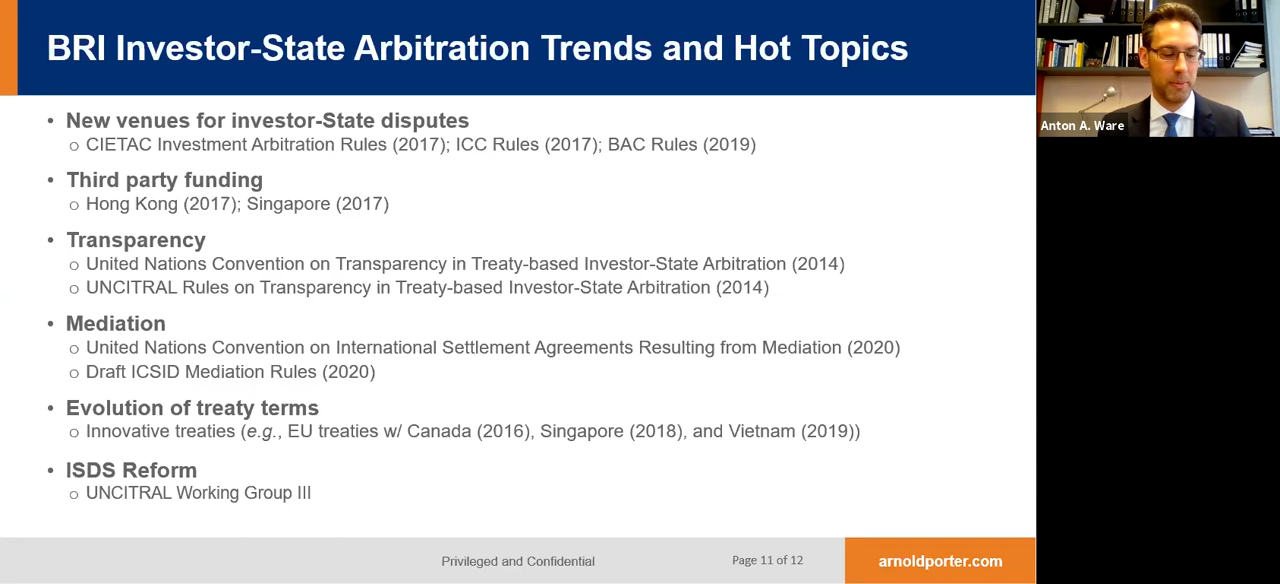 BRI Investor-State Arbitration Trends and Hot Topics
• New venues for investor-State disputes
o CIETAC Investment Arbitration Rules (2017); ICC Rules (2017); BAC Rules (2019)
• Third party funding
o Hong Kong (2017); Singapore (2017)
• Transparency
o United Nations Convention on Transparency in Treaty-based Investor-State Arbitration (2014)
o UNCITRAL Rules on Transparency in Treaty-based Investor-State Arbitration (2014)
• Mediation
o United Nations Convention on International Settlement Agreements Resulting from Mediation (2020)
o Draft ICSID Mediation Rules (2020)
• Evolution of treaty terms
o Innovative treaties (e.g., EU treaties w/ Canada (2016), Singapore (2018), and Vietnam (2019))
• ISDS Reform
o UNCITRAL Working Group III
Privileged and Confidential
Page 11 of 12
arnoldporter.com
Anton A. Ware